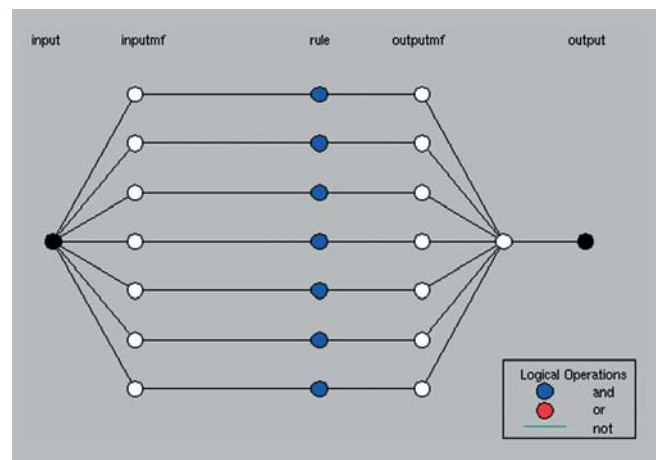 input inputmf rule outputmf output
Logical Operations
and
or
not